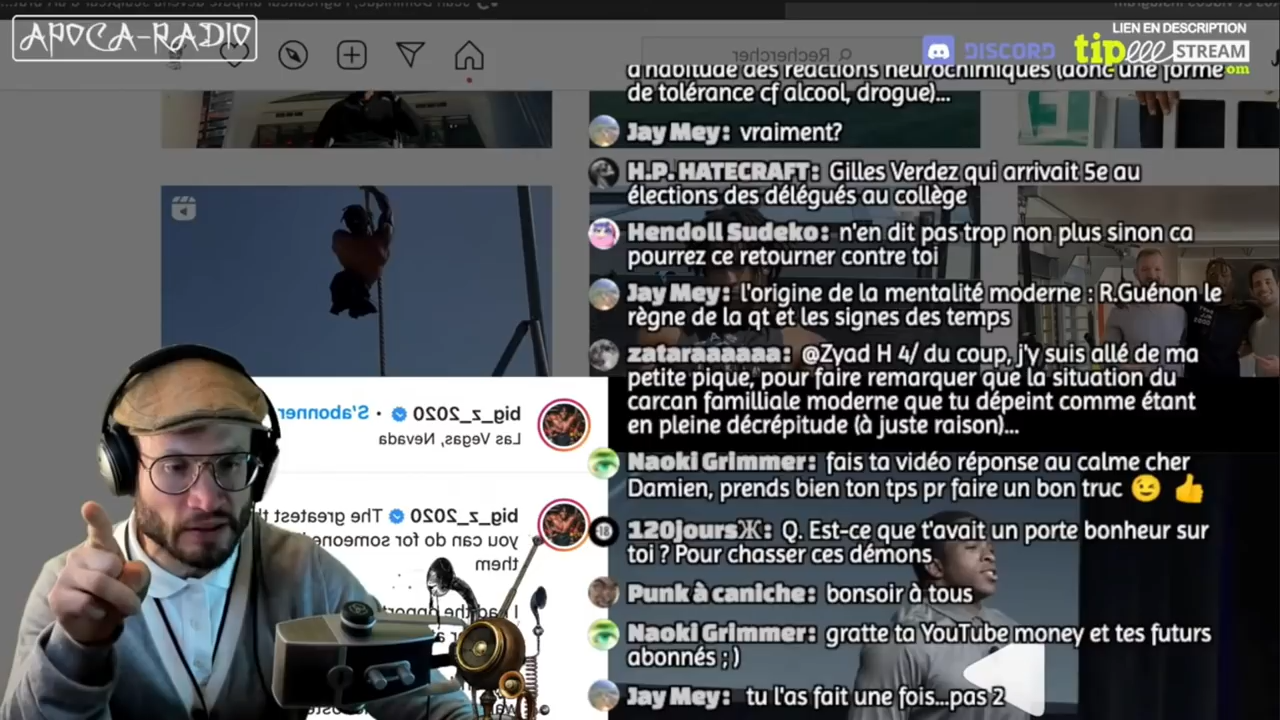 APOCA-RADIO
Rechercher
DISCORD
LIEN EN DESCRIPTION
tipeee STREAM
om
d'habitude des réactions neurochimiques (donc une forme
de tolérance cf alcool, drogue)...
Jay Mey: vraiment?
H.P. HATECRAFT: Gilles Verdez qui arrivait 5e au
élections des délégués au collège
Hendoll Sudeko: n'en dit pas trop non plus sinon ca
pourrez ce retourner contre toi
Jay Mey: l'origine de la mentalité moderne : R.Guénon le
règne de la qt et les signes des temps
zataraaaaaa: @Zyad H 4/ du coup, j'y suis allé de ma
petite pique, pour faire remarquer que la situation du
carcan familliale moderne que tu dépeint comme étant
en pleine décrépitude (à juste raison)...
Naoki Grimmer: fais ta vidéo réponse au calme cher
Damien, prends bien ton tps pr faire un bon truc 😉 👍
120joursЖ: Q. Est-ce que t'avait un porte bonheur sur
toi ? Pour chasser ces démons
Punk à caniche: bonsoir à tous
Naoki Grimmer: gratte ta YouTube money et tes futurs
abonnés ; )
Jay Mey: tu l'as fait une fois...pas 2
big_z_2020 • S'abonner
Las Vegas, Nevada
big_z_2020 The greatest th
you can do for someone i
them